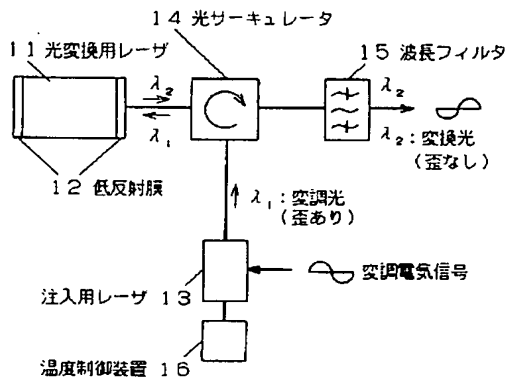 14 光サーキュレータ
11 光変換用レーザ
15 波長フィルタ
λ₂
λ₁
λ₂
λ₂:変換光
(歪なし)
12 低反射膜
λ₁:変調光
(歪あり)
注入用レーザ 13
変調電気信号
温度制御装置 16